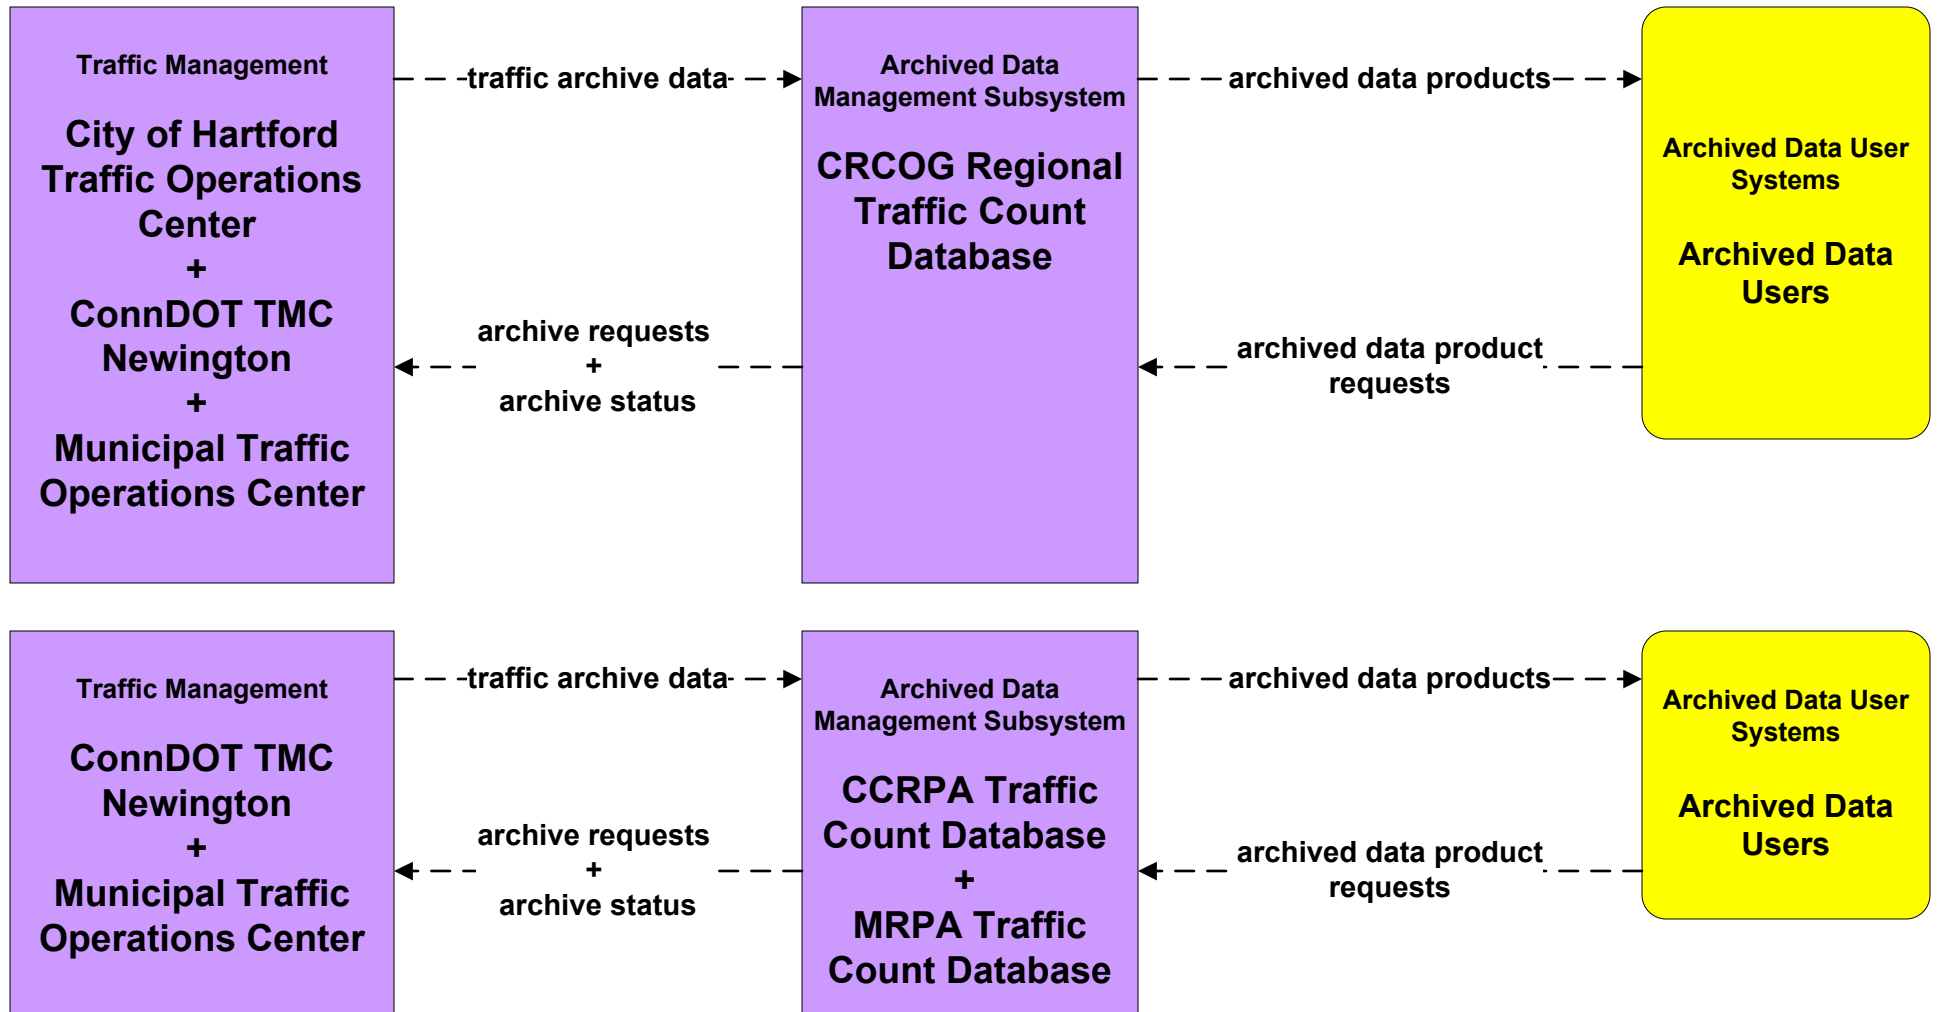 Traffic Management
City of Hartford
Traffic Operations
Center
+
ConnDOT TMC
Newington
+
Municipal Traffic
Operations Center
traffic archive data
archive requests
+
archive status
Archived Data
Management Subsystem
CRCOG Regional
Traffic Count
Database
archived data products
archived data product
requests
Archived Data User
Systems
Archived Data
Users
Traffic Management
ConnDOT TMC
Newington
+
Municipal Traffic
Operations Center
traffic archive data
archive requests
+
archive status
Archived Data
Management Subsystem
CCRPA Traffic
Count Database
+
MRPA Traffic
Count Database
archived data products
archived data product
requests
Archived Data User
Systems
Archived Data
Users